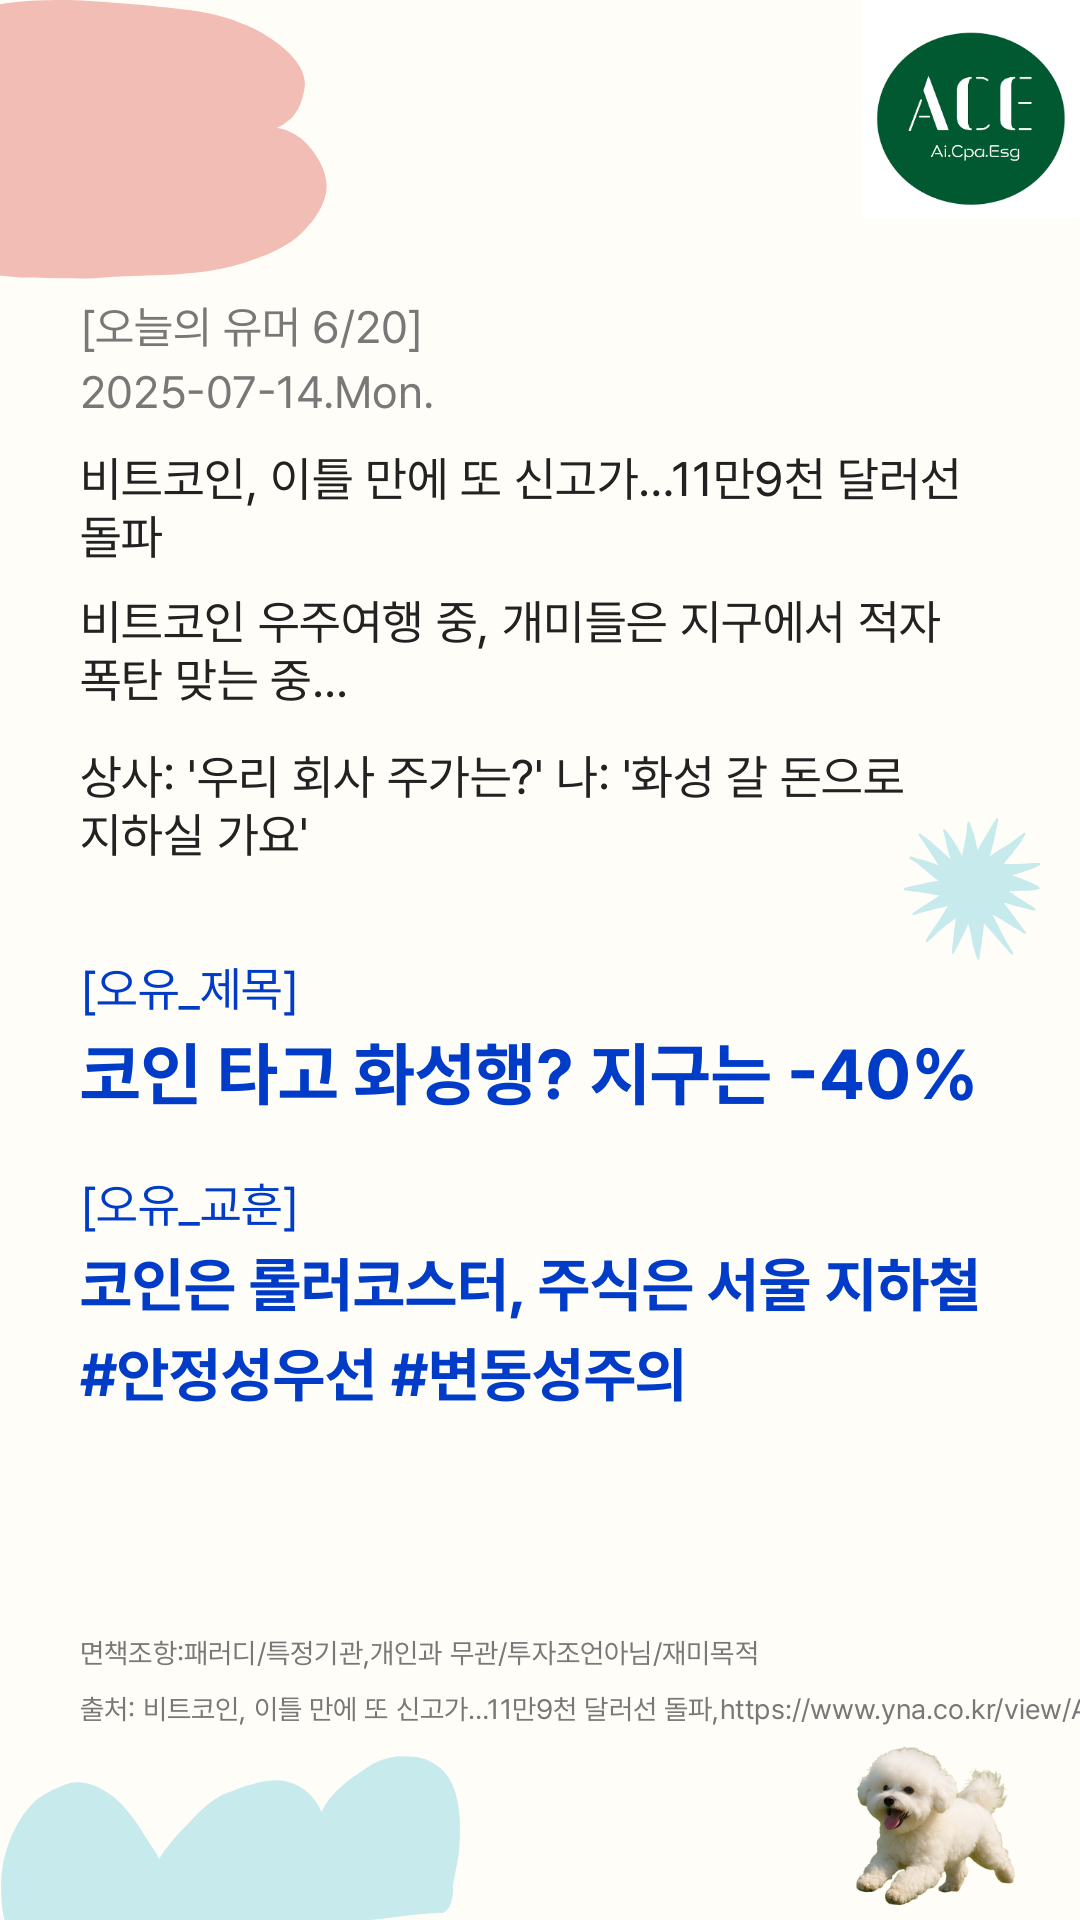 ACE
Ai.Cpa.Esg
[오늘의 유머 6/20]
2025-07-14.Mon.
비트코인, 이틀 만에 또 신고가…11만9천 달러선
돌파
비트코인 우주여행 중, 개미들은 지구에서 적자
폭탄 맞는 중...
상사: '우리 회사 주가는?' 나: '화성 갈 돈으로
지하실 가요'
[오유_제목]
코인 타고 화성행? 지구는 -40%
[오유_교훈]
코인은 롤러코스터, 주식은 서울 지하철
#안정성우선 #변동성주의
면책조항:패러디/특정기관,개인과 무관/투자조언아님/재미목적
출처: 비트코인, 이틀 만에 또 신고가…11만9천 달러선 돌파,https://www.yna.co.kr/view/A